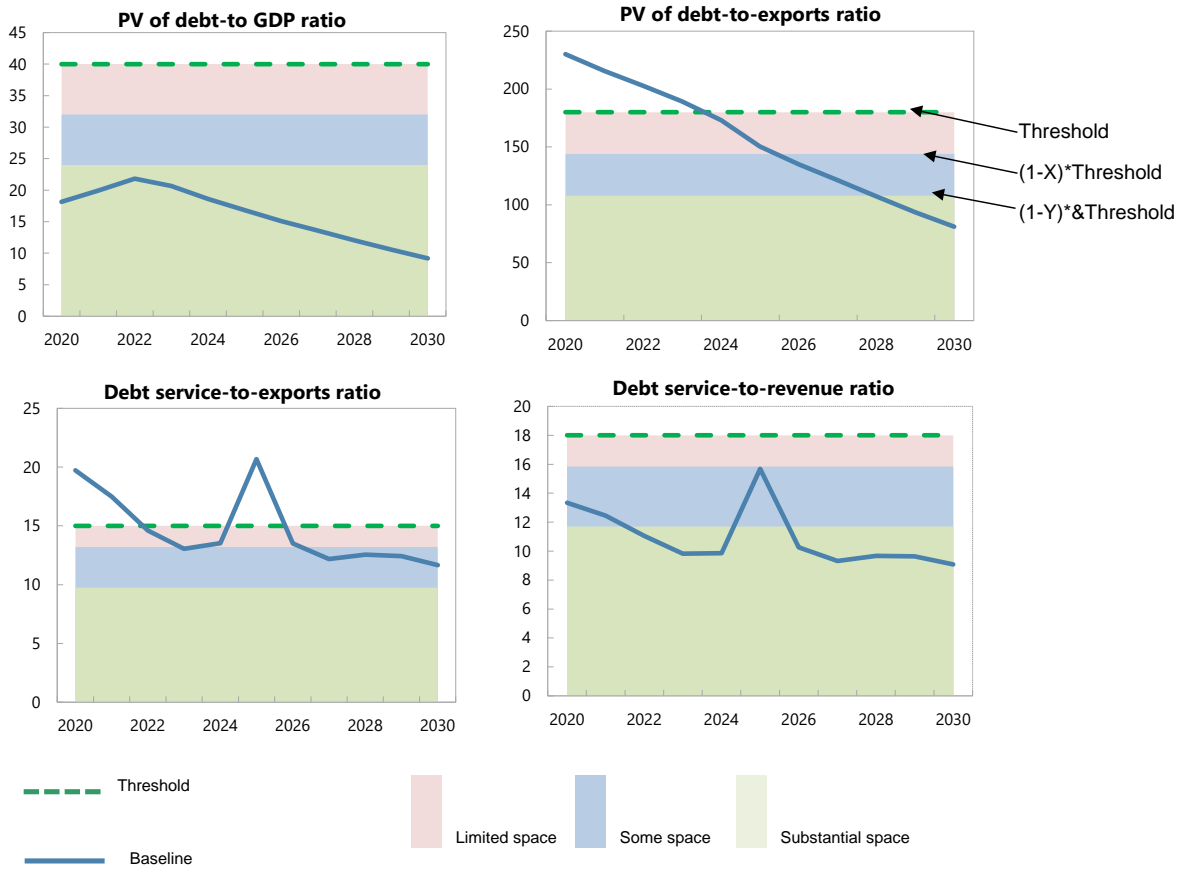 PV of debt-to GDP ratio
45
40
35
30
25
20
15
10
5
0
2020 2022 2024 2026 2028 2030
PV of debt-to-exports ratio
250
200
150
100
50
0
2020 2022 2024 2026 2028 2030
Threshold
(1-X)*Threshold
(1-Y)*&Threshold
Debt service-to-exports ratio
25
20
15
10
5
0
2020 2022 2024 2026 2028 2030
Debt service-to-revenue ratio
20
18
16
14
12
10
8
6
4
2
0
2020 2022 2024 2026 2028 2030
Threshold
Baseline
Limited space
Some space
Substantial space